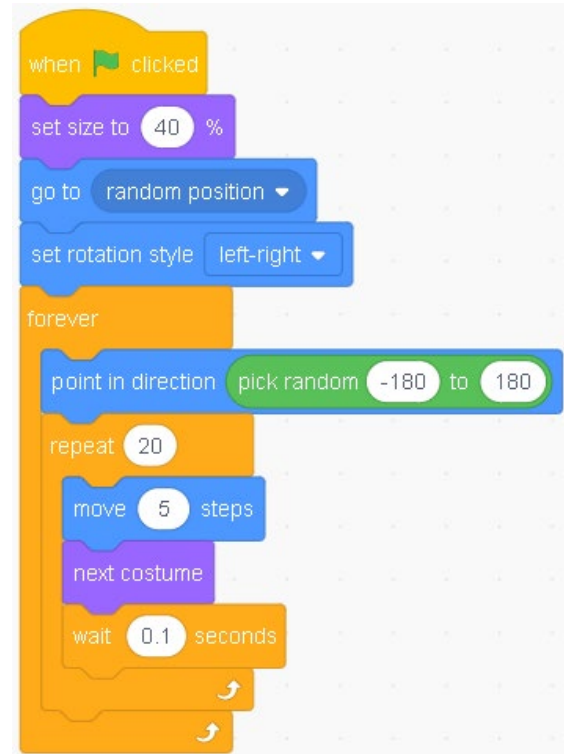 when clicked
set size to 40 %
go to random position
set rotation style left-right
forever
point in direction pick random -180 to 180
repeat 20
move 5 steps
next costume
wait 0.1 seconds